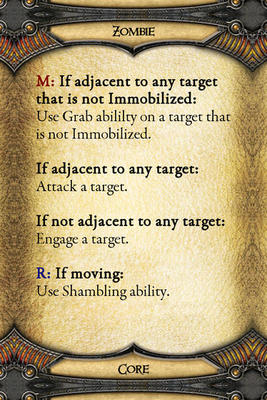 Zombie
M: If adjacent to any target
that is not Immobilized:
Use Grab abililty on a target that
is not Immobilized.
If adjacent to any target:
Attack a target.
If not adjacent to any target:
Engage a target.
R: If moving:
Use Shambling ability.
Core